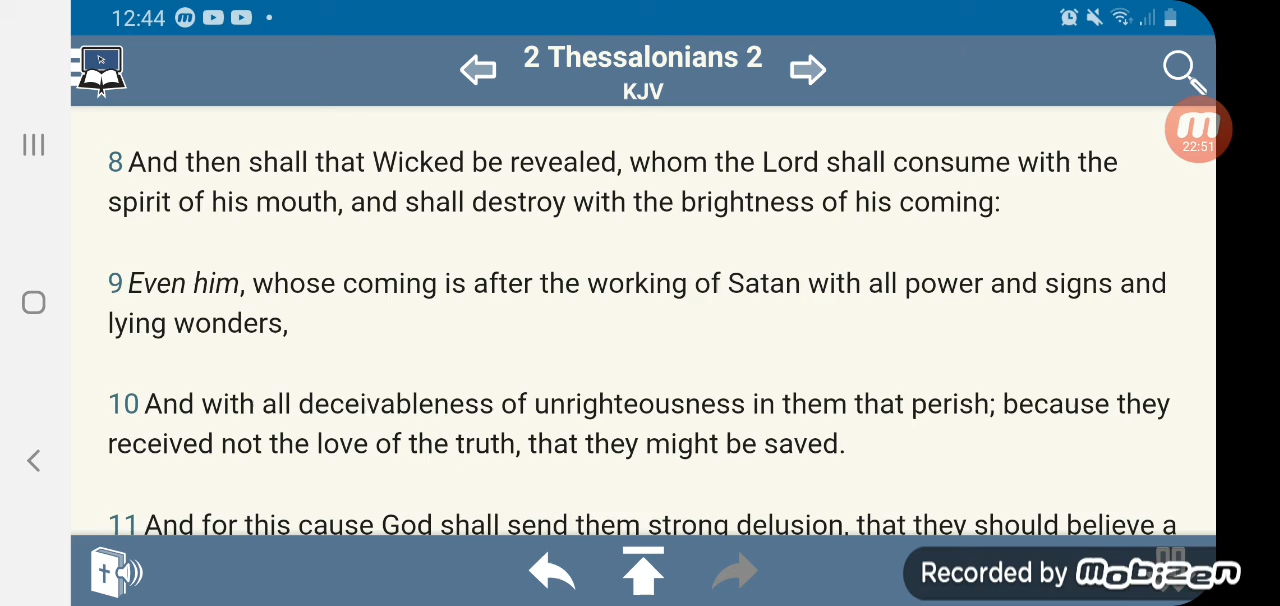 12:44
2 Thessalonians 2
KJV
22:51
8 And then shall that Wicked be revealed, whom the Lord shall consume with the
spirit of his mouth, and shall destroy with the brightness of his coming:
9 Even him, whose coming is after the working of Satan with all power and signs and
lying wonders,
10 And with all deceivableness of unrighteousness in them that perish; because they
received not the love of the truth, that they might be saved.
11 And for this cause God shall send them strong delusion, that they should believe a
Recorded by mobizen